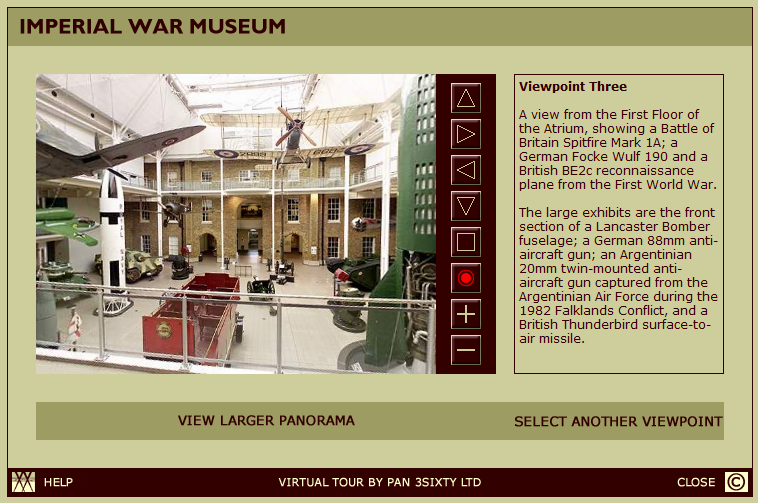 IMPERIAL WAR MUSEUM
Viewpoint Three
A view from the First Floor of
the Atrium, showing a Battle of
Britain Spitfire Mark 1A; a
German Focke Wulf 190 and a
British BE2c reconnaissance
plane from the First World War.
The large exhibits are the front
section of a Lancaster Bomber
fuselage; a German 88mm anti-
aircraft gun; an Argentinian
20mm twin-mounted anti-
aircraft gun captured from the
Argentinian Air Force during the
1982 Falklands Conflict, and a
British Thunderbird surface-to-
air missile.
VIEW LARGER PANORAMA
SELECT ANOTHER VIEWPOINT
HELP
VIRTUAL TOUR BY PAN 3SIXTY LTD
CLOSE ©